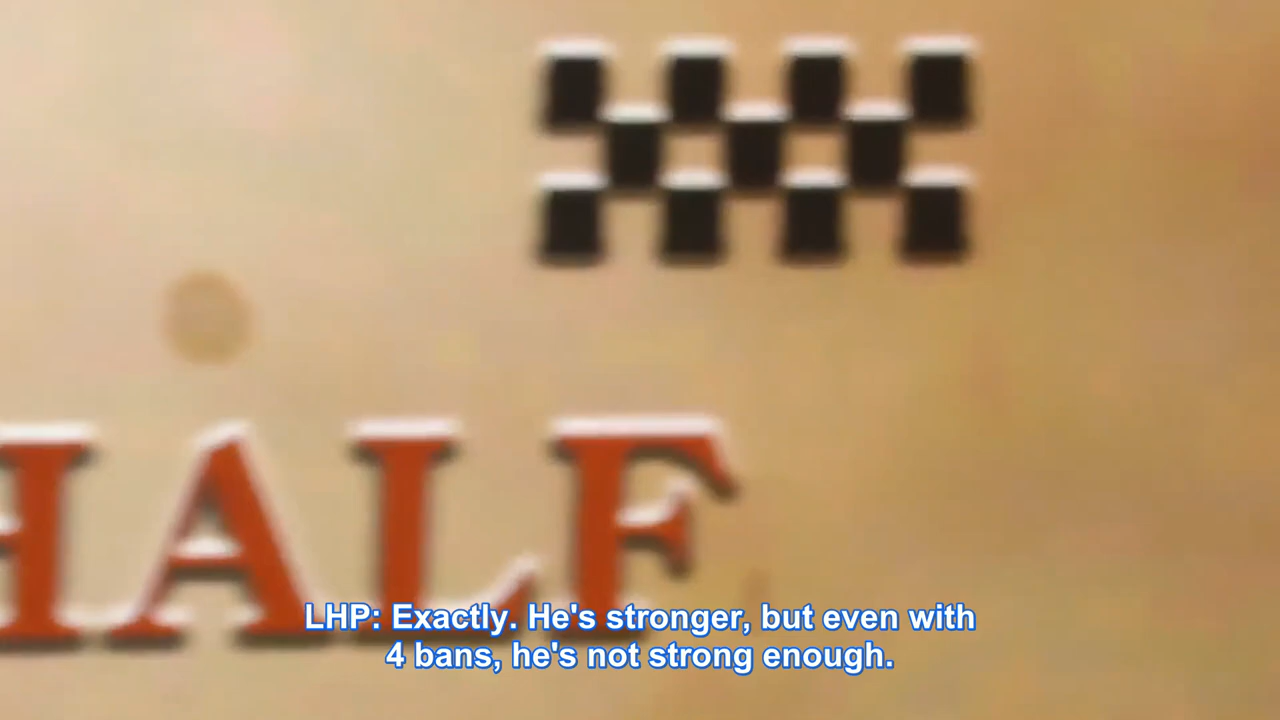 HALF
LHP: Exactly. He's stronger, but even with
4 bans, he's not strong enough.